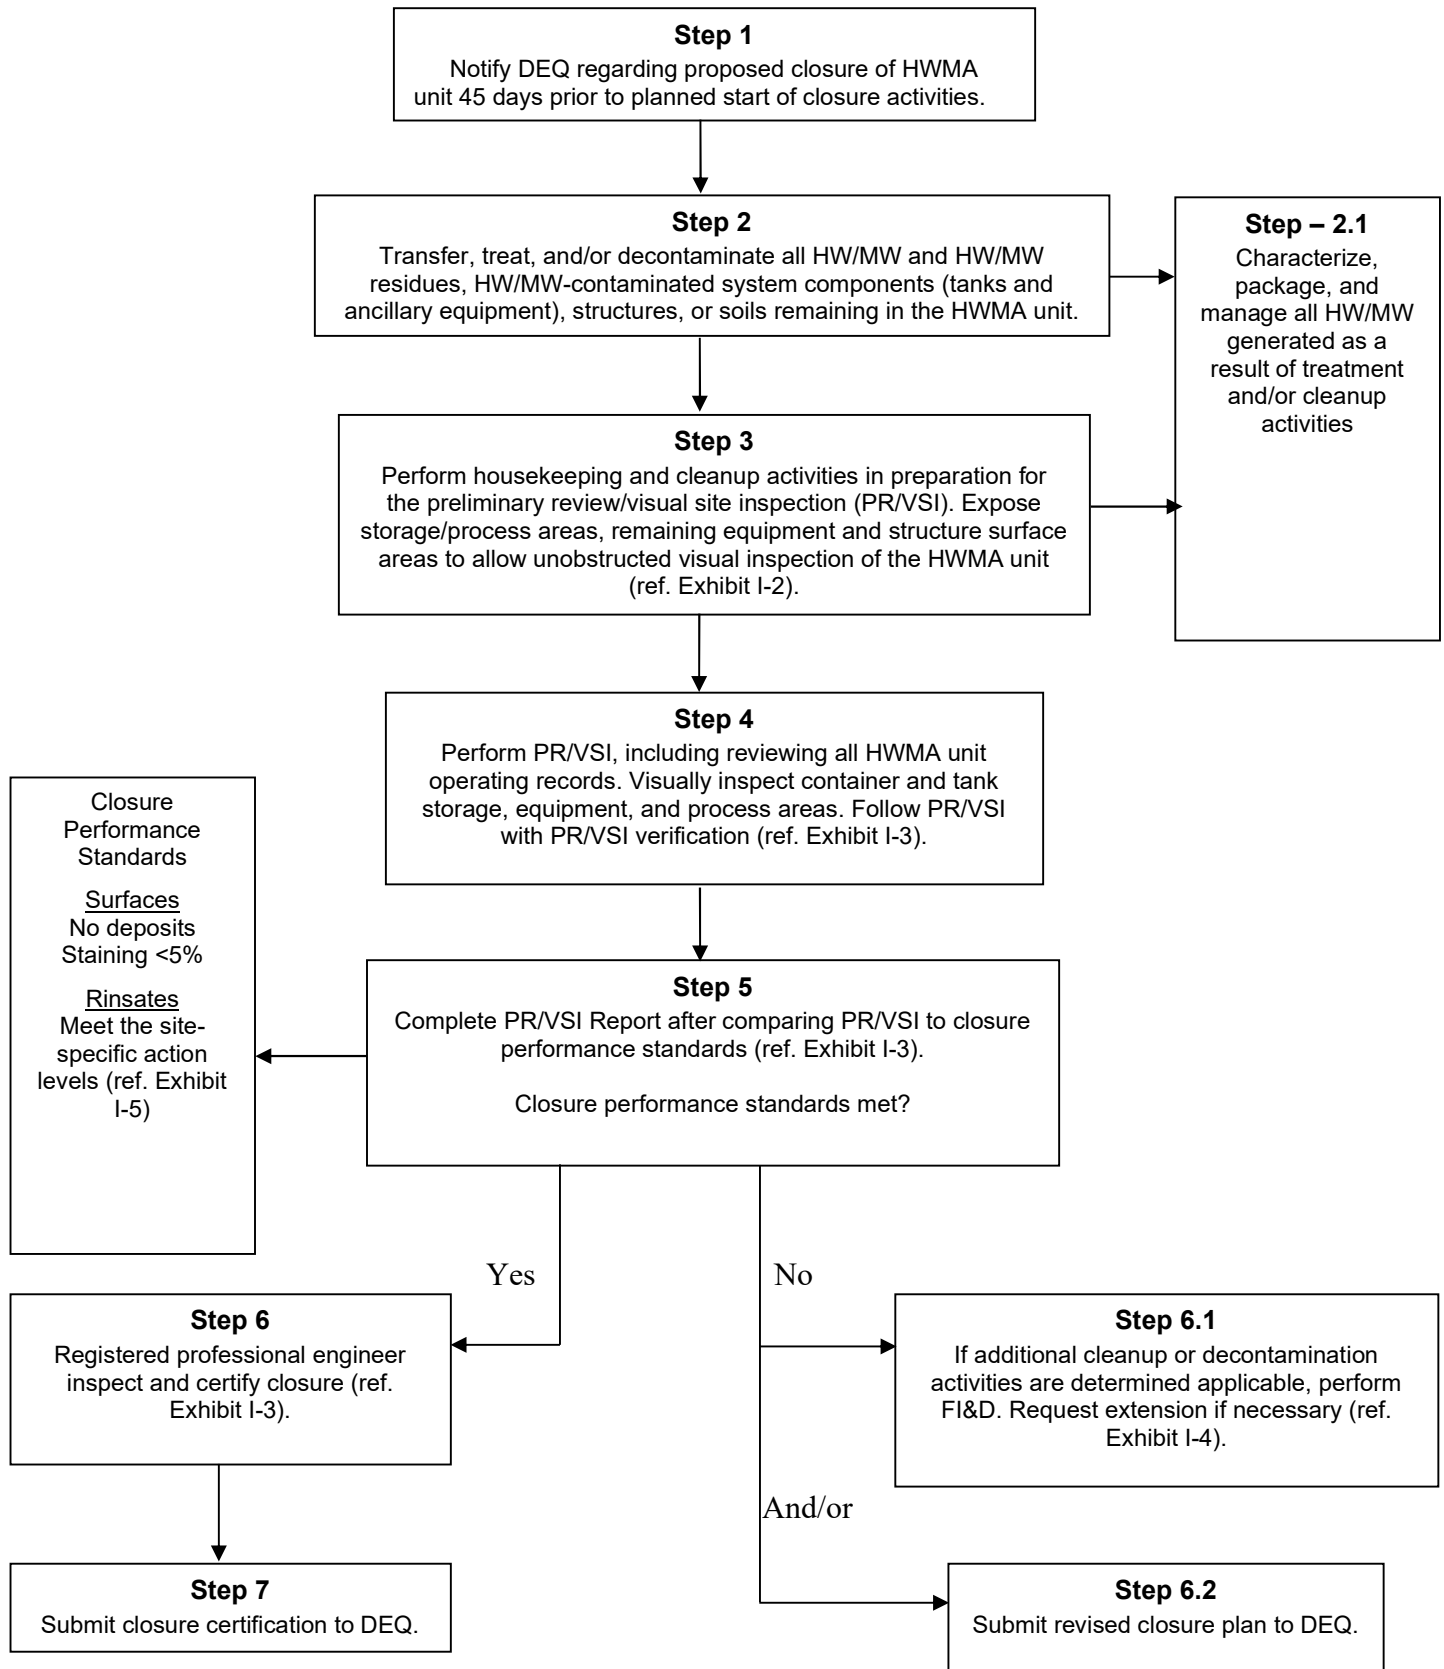 Step 1
Notify DEQ regarding proposed closure of HWMA
unit 45 days prior to planned start of closure activities.
Step 2
Transfer, treat, and/or decontaminate all HW/MW and HW/MW
residues, HW/MW-contaminated system components (tanks and
ancillary equipment), structures, or soils remaining in the HWMA unit.
Step – 2.1
Characterize,
package, and
manage all HW/MW
generated as a
result of treatment
and/or cleanup
activities
Step 3
Perform housekeeping and cleanup activities in preparation for
the preliminary review/visual site inspection (PR/VSI). Expose
storage/process areas, remaining equipment and structure surface
areas to allow unobstructed visual inspection of the HWMA unit
(ref. Exhibit I-2).
Step 4
Perform PR/VSI, including reviewing all HWMA unit
operating records. Visually inspect container and tank
storage, equipment, and process areas. Follow PR/VSI
with PR/VSI verification (ref. Exhibit I-3).
Closure
Performance
Standards
Surfaces
No deposits
Staining <5%
Rinsates
Meet the site-
specific action
levels (ref. Exhibit
I-5)
Step 5
Complete PR/VSI Report after comparing PR/VSI to closure
performance standards (ref. Exhibit I-3).
Closure performance standards met?
Yes
No
Step 6
Registered professional engineer
inspect and certify closure (ref.
Exhibit I-3).
Step 6.1
If additional cleanup or decontamination
activities are determined applicable, perform
FI&D. Request extension if necessary (ref.
Exhibit I-4).
And/or
Step 7
Submit closure certification to DEQ.
Step 6.2
Submit revised closure plan to DEQ.